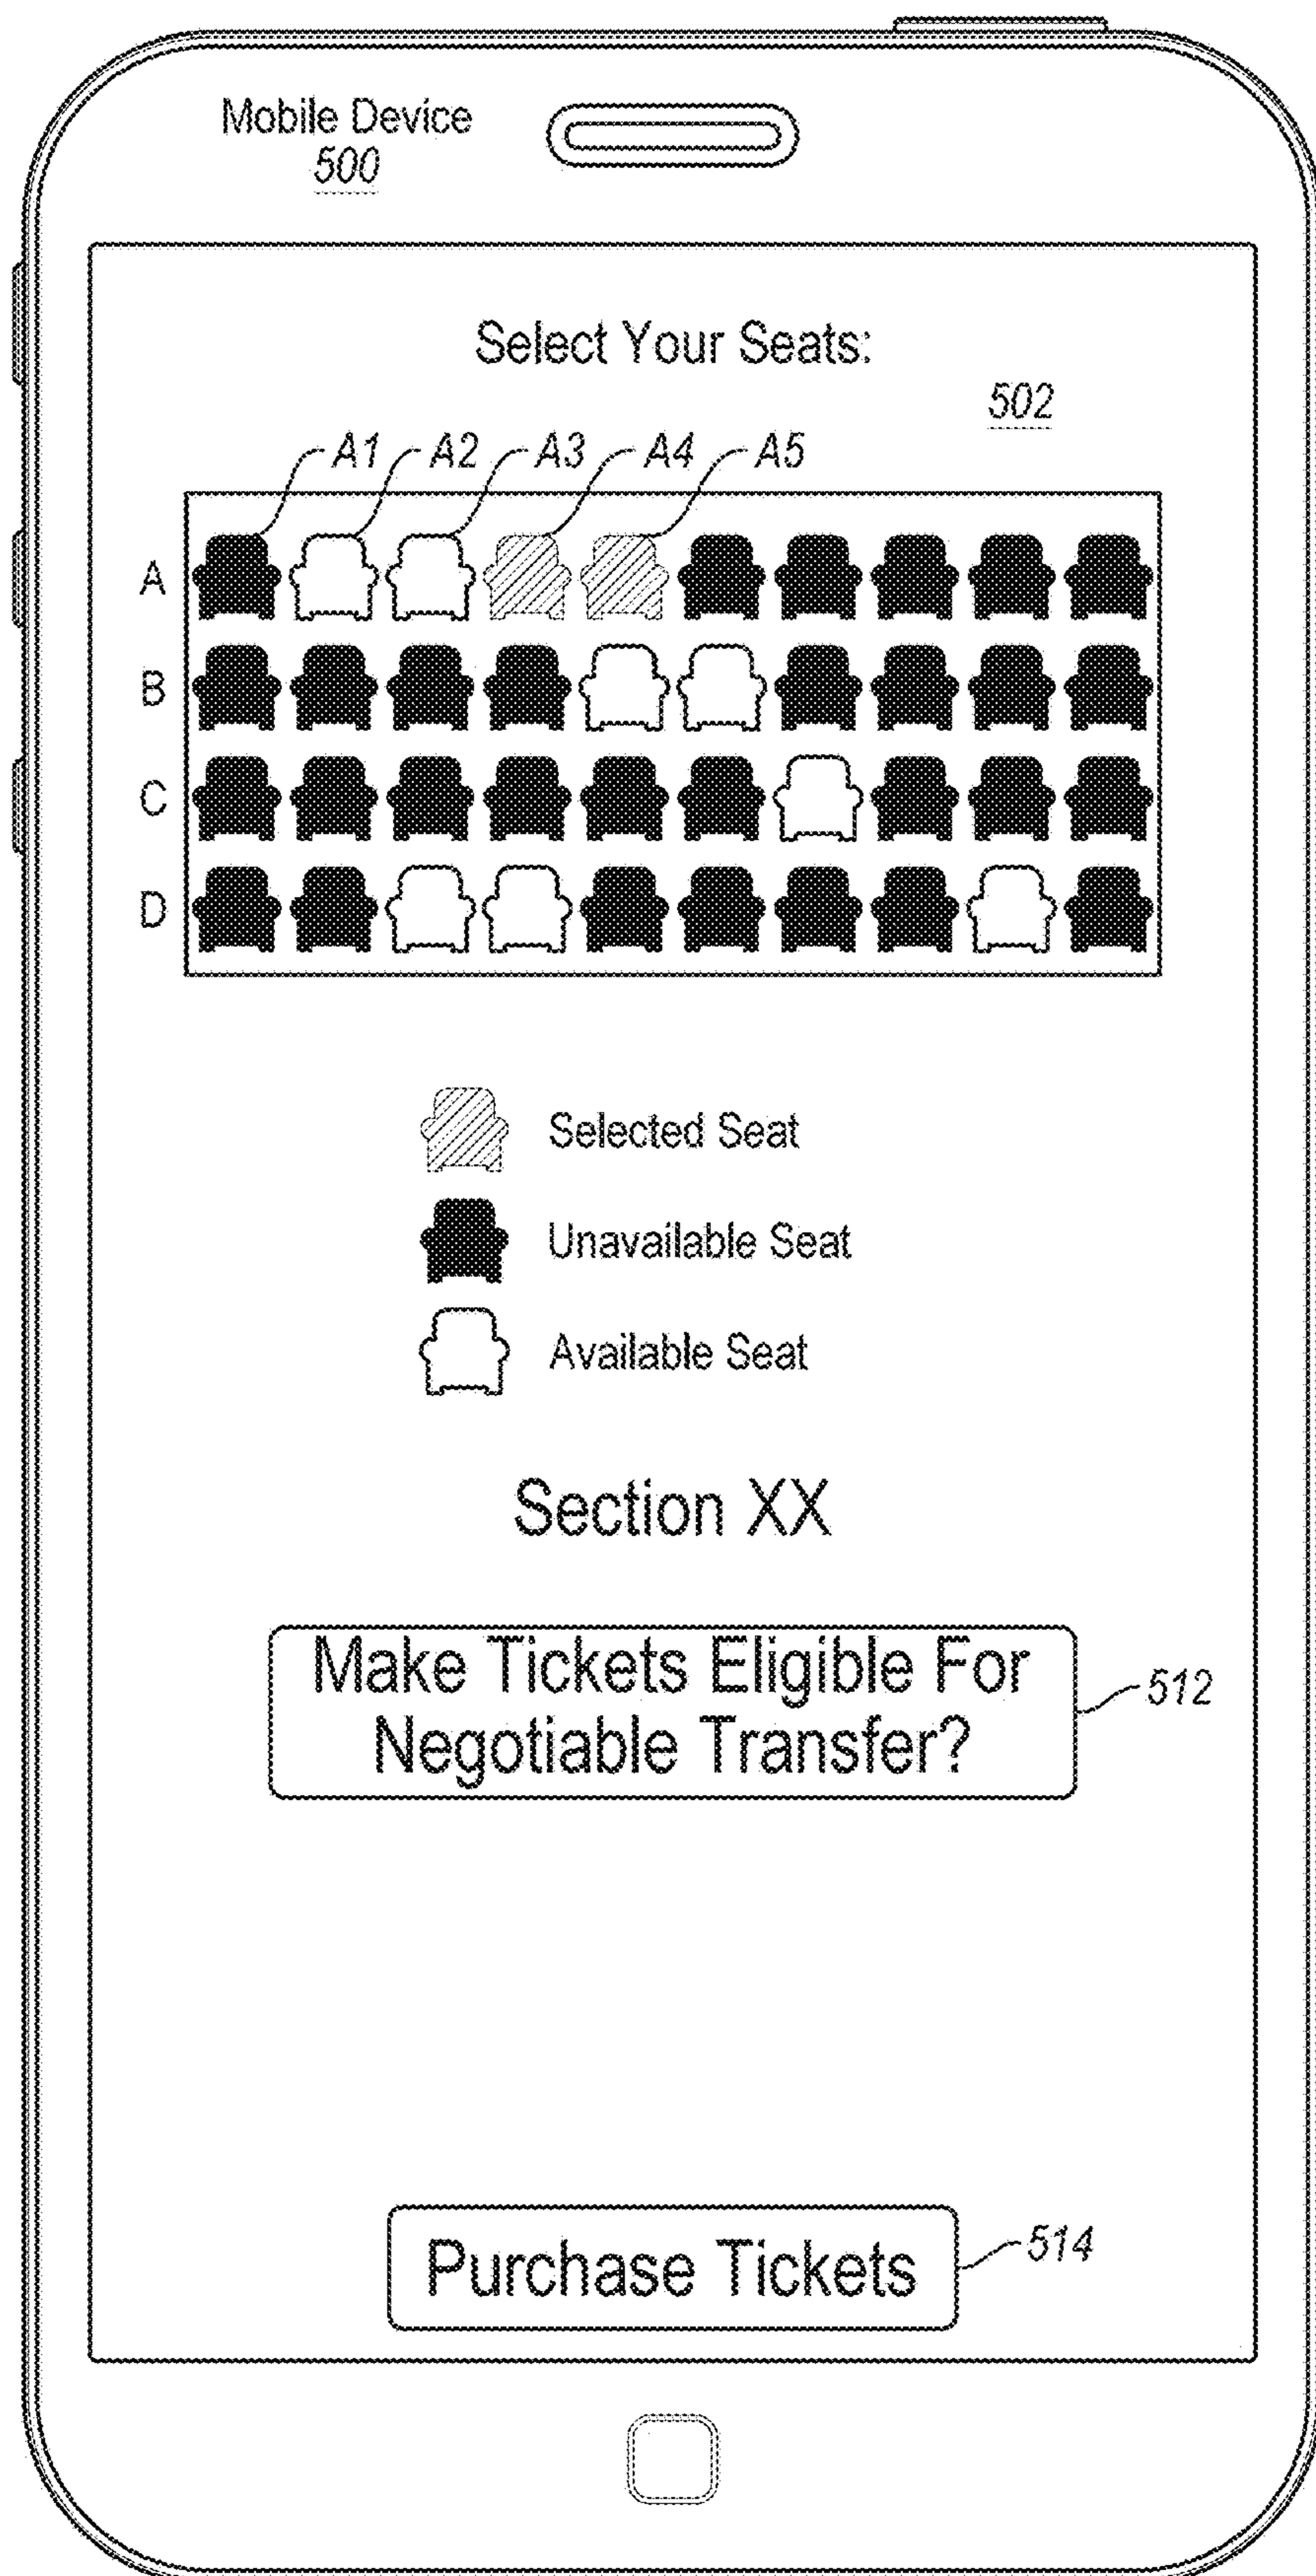 Mobile Device
500
Select Your Seats:
502
A1 A2 A3 A4 A5
A
B
C
D
Selected Seat
Unavailable Seat
Available Seat
Section XX
Make Tickets Eligible For
Negotiable Transfer?
512
Purchase Tickets
514